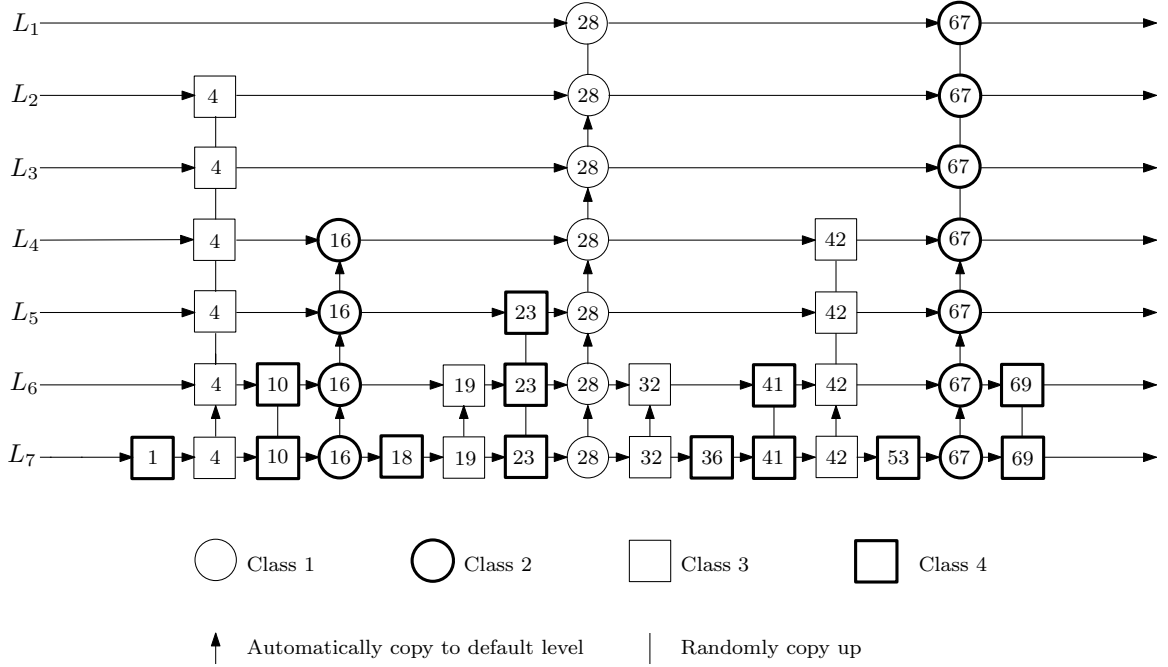 L1 28 67
L2 4 28 67
L3 4 28 67
L4 4 16 28 42 67
L5 4 16 23 28 42 67
L6 4 10 16 19 23 28 32 41 42 67 69
L7 1 4 10 16 18 19 23 28 32 36 41 42 53 67 69
Class 1 Class 2 Class 3 Class 4
Automatically copy to default level Randomly copy up